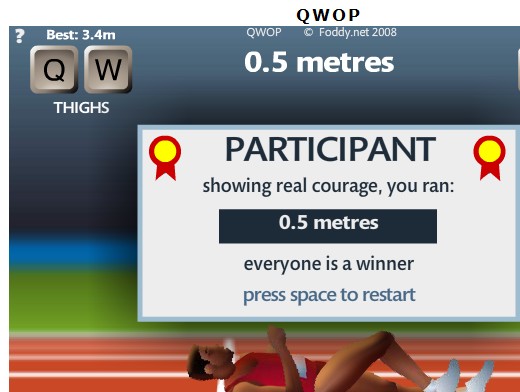 QWOP
? Best: 3.4m
QWOP © Foddy.net 2008
0.5 metres
Q W
THIGHS
PARTICIPANT
showing real courage, you ran:
0.5 metres
everyone is a winner
press space to restart